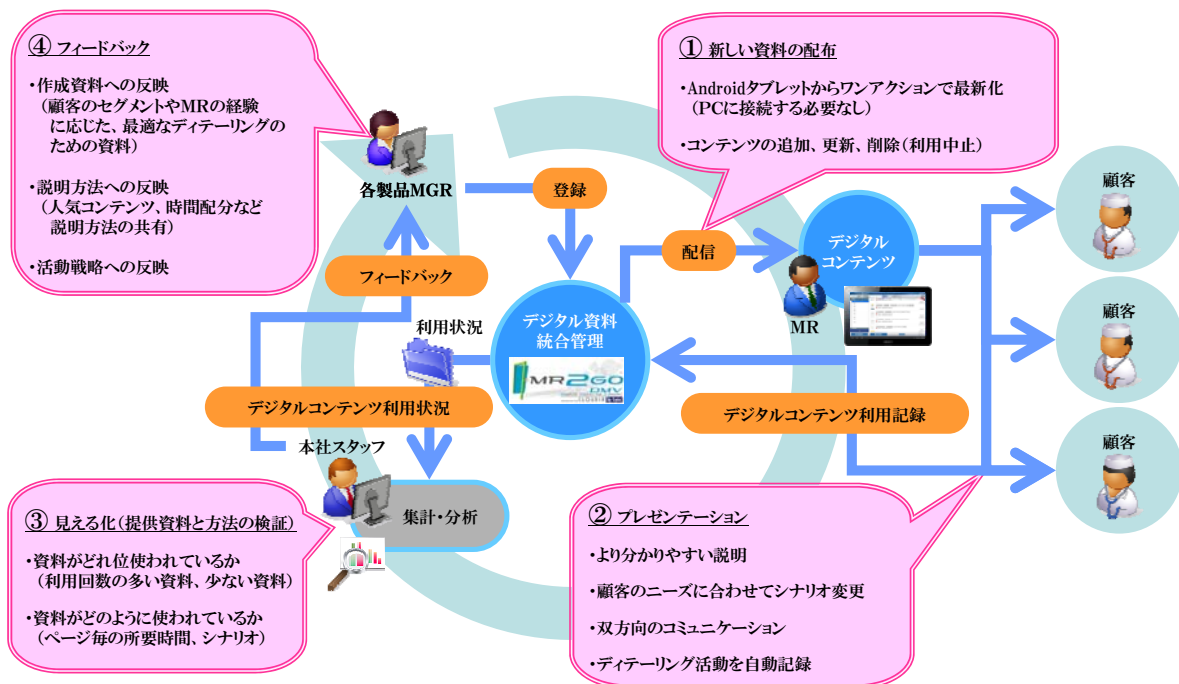 ④ フィードバック
・作成資料への反映
(顧客のセグメントやMRの経験
に応じた、最適なディテーリングの
ための資料)
・説明方法への反映
(人気コンテンツ、時間配分など
説明方法の共有)
・活動戦略への反映
① 新しい資料の配布
・Androidタブレットからワンアクションで最新化
(PCに接続する必要なし)
・コンテンツの追加、更新、削除(利用中止)
各製品MGR
登録
配信
デジタル
コンテンツ
MR
顧客
顧客
顧客
フィードバック
利用状況
デジタル資料
統合管理
MR2GO
DMV
デジタルコンテンツ利用状況
デジタルコンテンツ利用記録
本社スタッフ
集計・分析
③ 見える化(提供資料と方法の検証)
・資料がどれ位使われているか
(利用回数の多い資料、少ない資料)
・資料がどのように使われているか
(ページ毎の所要時間、シナリオ)
② プレゼンテーション
・より分かりやすい説明
・顧客のニーズに合わせてシナリオ変更
・双方向のコミュニケーション
・ディテーリング活動を自動記録